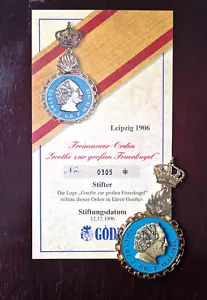 Leipzig 1906
Freimaurer-Orden
"Goethe zur großen Feuerkugel"
No. 0305 *
Stifter
Die Loge „Goethe zur großen Feuerkugel"
stiftete diesen Orden zu Ehren Goethes
Stiftungsdatum
12.12.1906
GÖDE